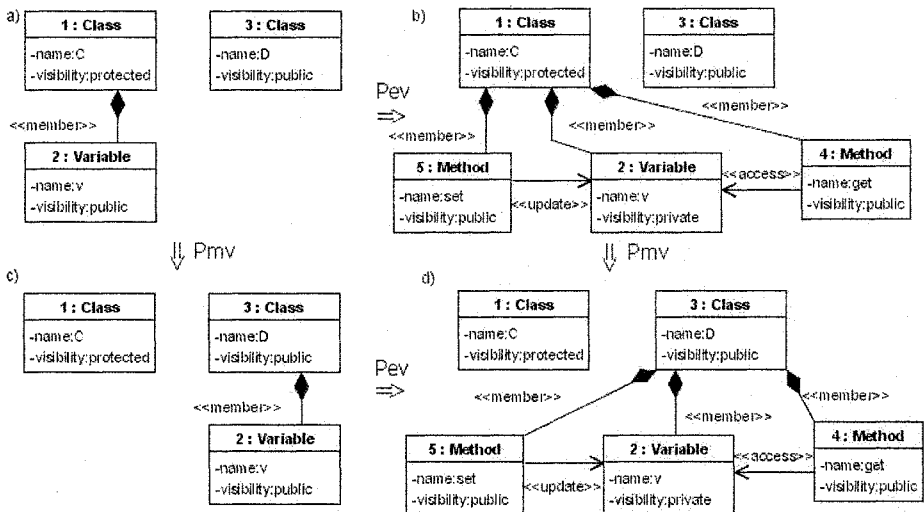 a)
1 : Class
-name:C
-visibility:protected
3 : Class
-name:D
-visibility:public
<<member>>
2 : Variable
-name:v
-visibility:public
Pev
⇒
b)
1 : Class
-name:C
-visibility:protected
3 : Class
-name:D
-visibility:public
<<member>>
<<member>>
<<member>>
5 : Method
-name:set
-visibility:public
<<update>>
2 : Variable
-name:v
-visibility:private
<<access>>
4 : Method
-name:get
-visibility:public
⇓ Pmv
⇓ Pmv
c)
1 : Class
-name:C
-visibility:protected
3 : Class
-name:D
-visibility:public
<<member>>
2 : Variable
-name:v
-visibility:public
Pev
⇒
d)
1 : Class
-name:C
-visibility:protected
3 : Class
-name:D
-visibility:public
<<member>>
<<member>>
<<member>>
5 : Method
-name:set
-visibility:public
<<update>>
2 : Variable
-name:v
-visibility:private
<<access>>
4 : Method
-name:get
-visibility:public